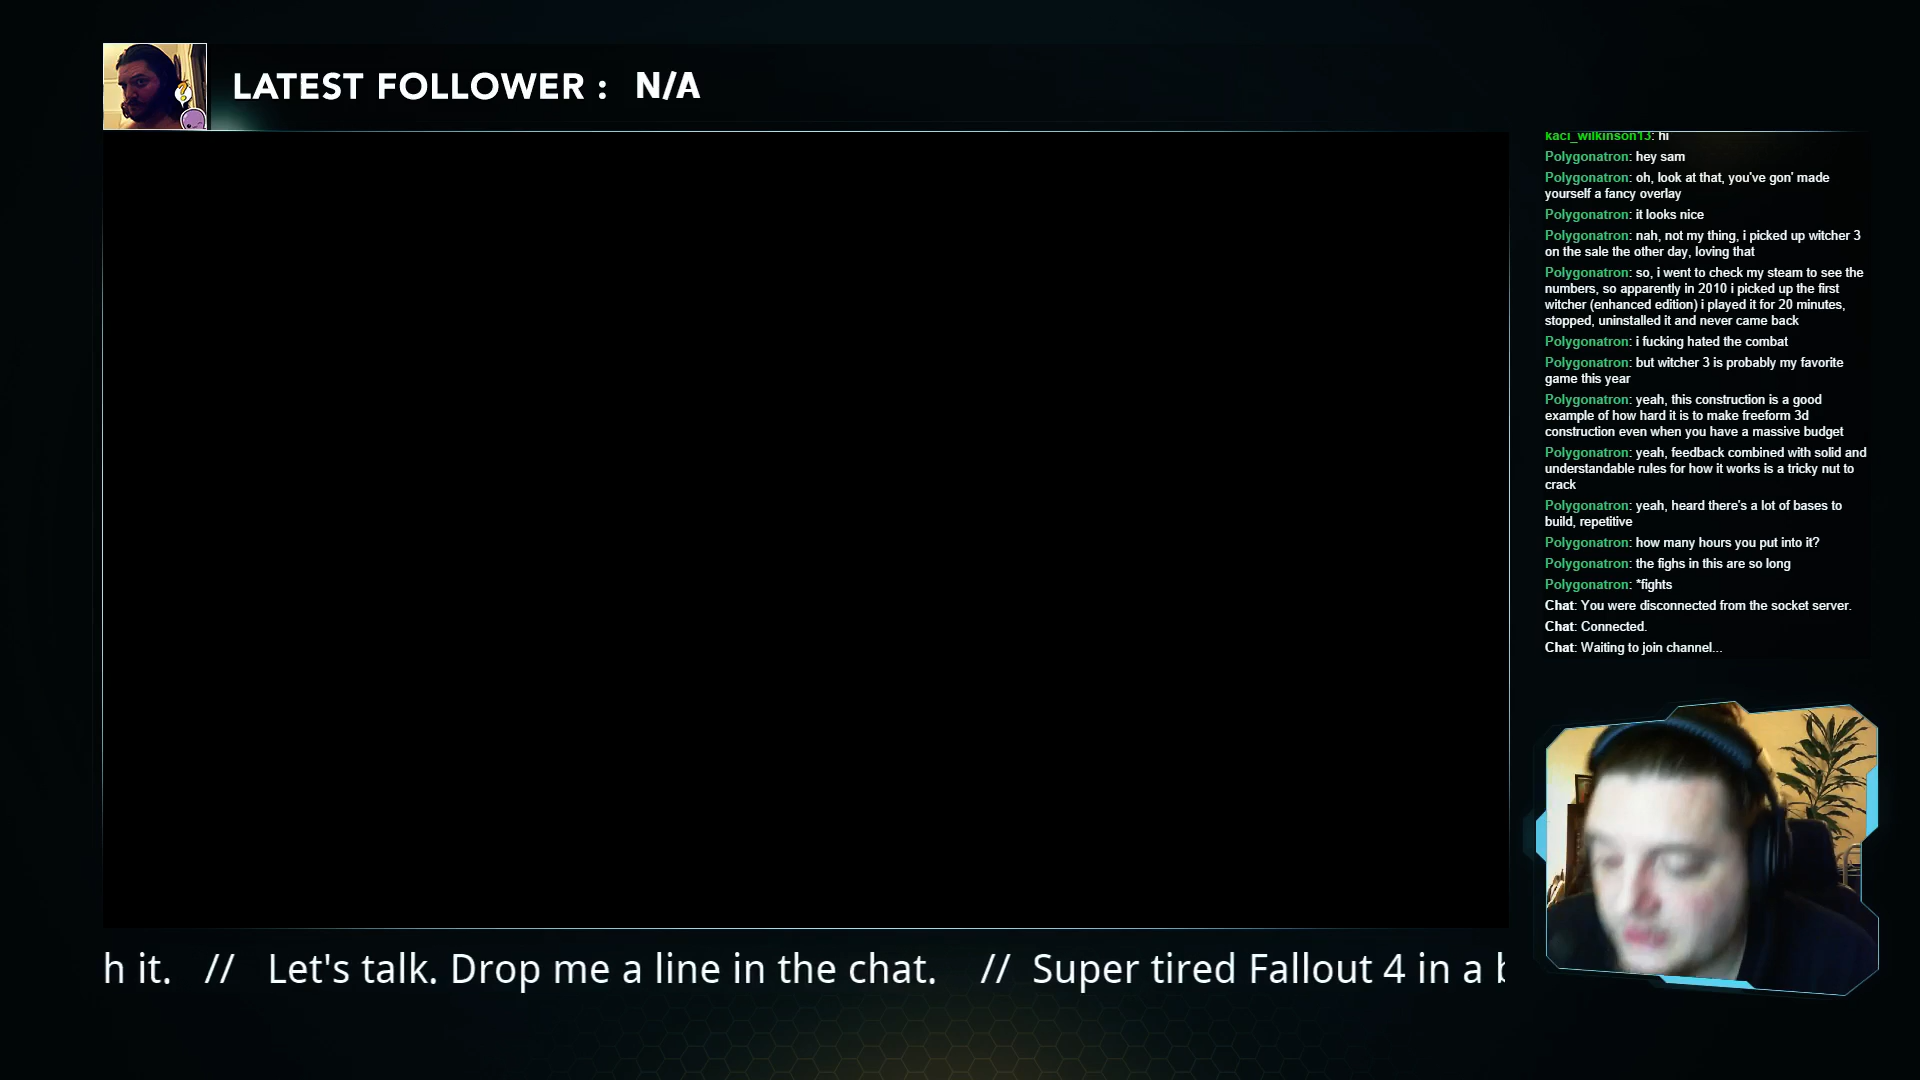 LATEST FOLLOWER : N/A
kaci_wilkinson13: hi
Polygonatron: hey sam
Polygonatron: oh, look at that, you've gon' made
yourself a fancy overlay
Polygonatron: it looks nice
Polygonatron: nah, not my thing, i picked up witcher 3
on the sale the other day, loving that
Polygonatron: so, i went to check my steam to see the
numbers, so apparently in 2010 i picked up the first
witcher (enhanced edition) i played it for 20 minutes,
stopped, uninstalled it and never came back
Polygonatron: i fucking hated the combat
Polygonatron: but witcher 3 is probably my favorite
game this year
Polygonatron: yeah, this construction is a good
example of how hard it is to make freeform 3d
construction even when you have a massive budget
Polygonatron: yeah, feedback combined with solid and
understandable rules for how it works is a tricky nut to
crack
Polygonatron: yeah, heard there's a lot of bases to
build, repetitive
Polygonatron: how many hours you put into it?
Polygonatron: the fighs in this are so long
Polygonatron: *fights
Chat: You were disconnected from the socket server.
Chat: Connected.
Chat: Waiting to join channel...
h it. // Let's talk. Drop me a line in the chat. // Super tired Fallout 4 in a b